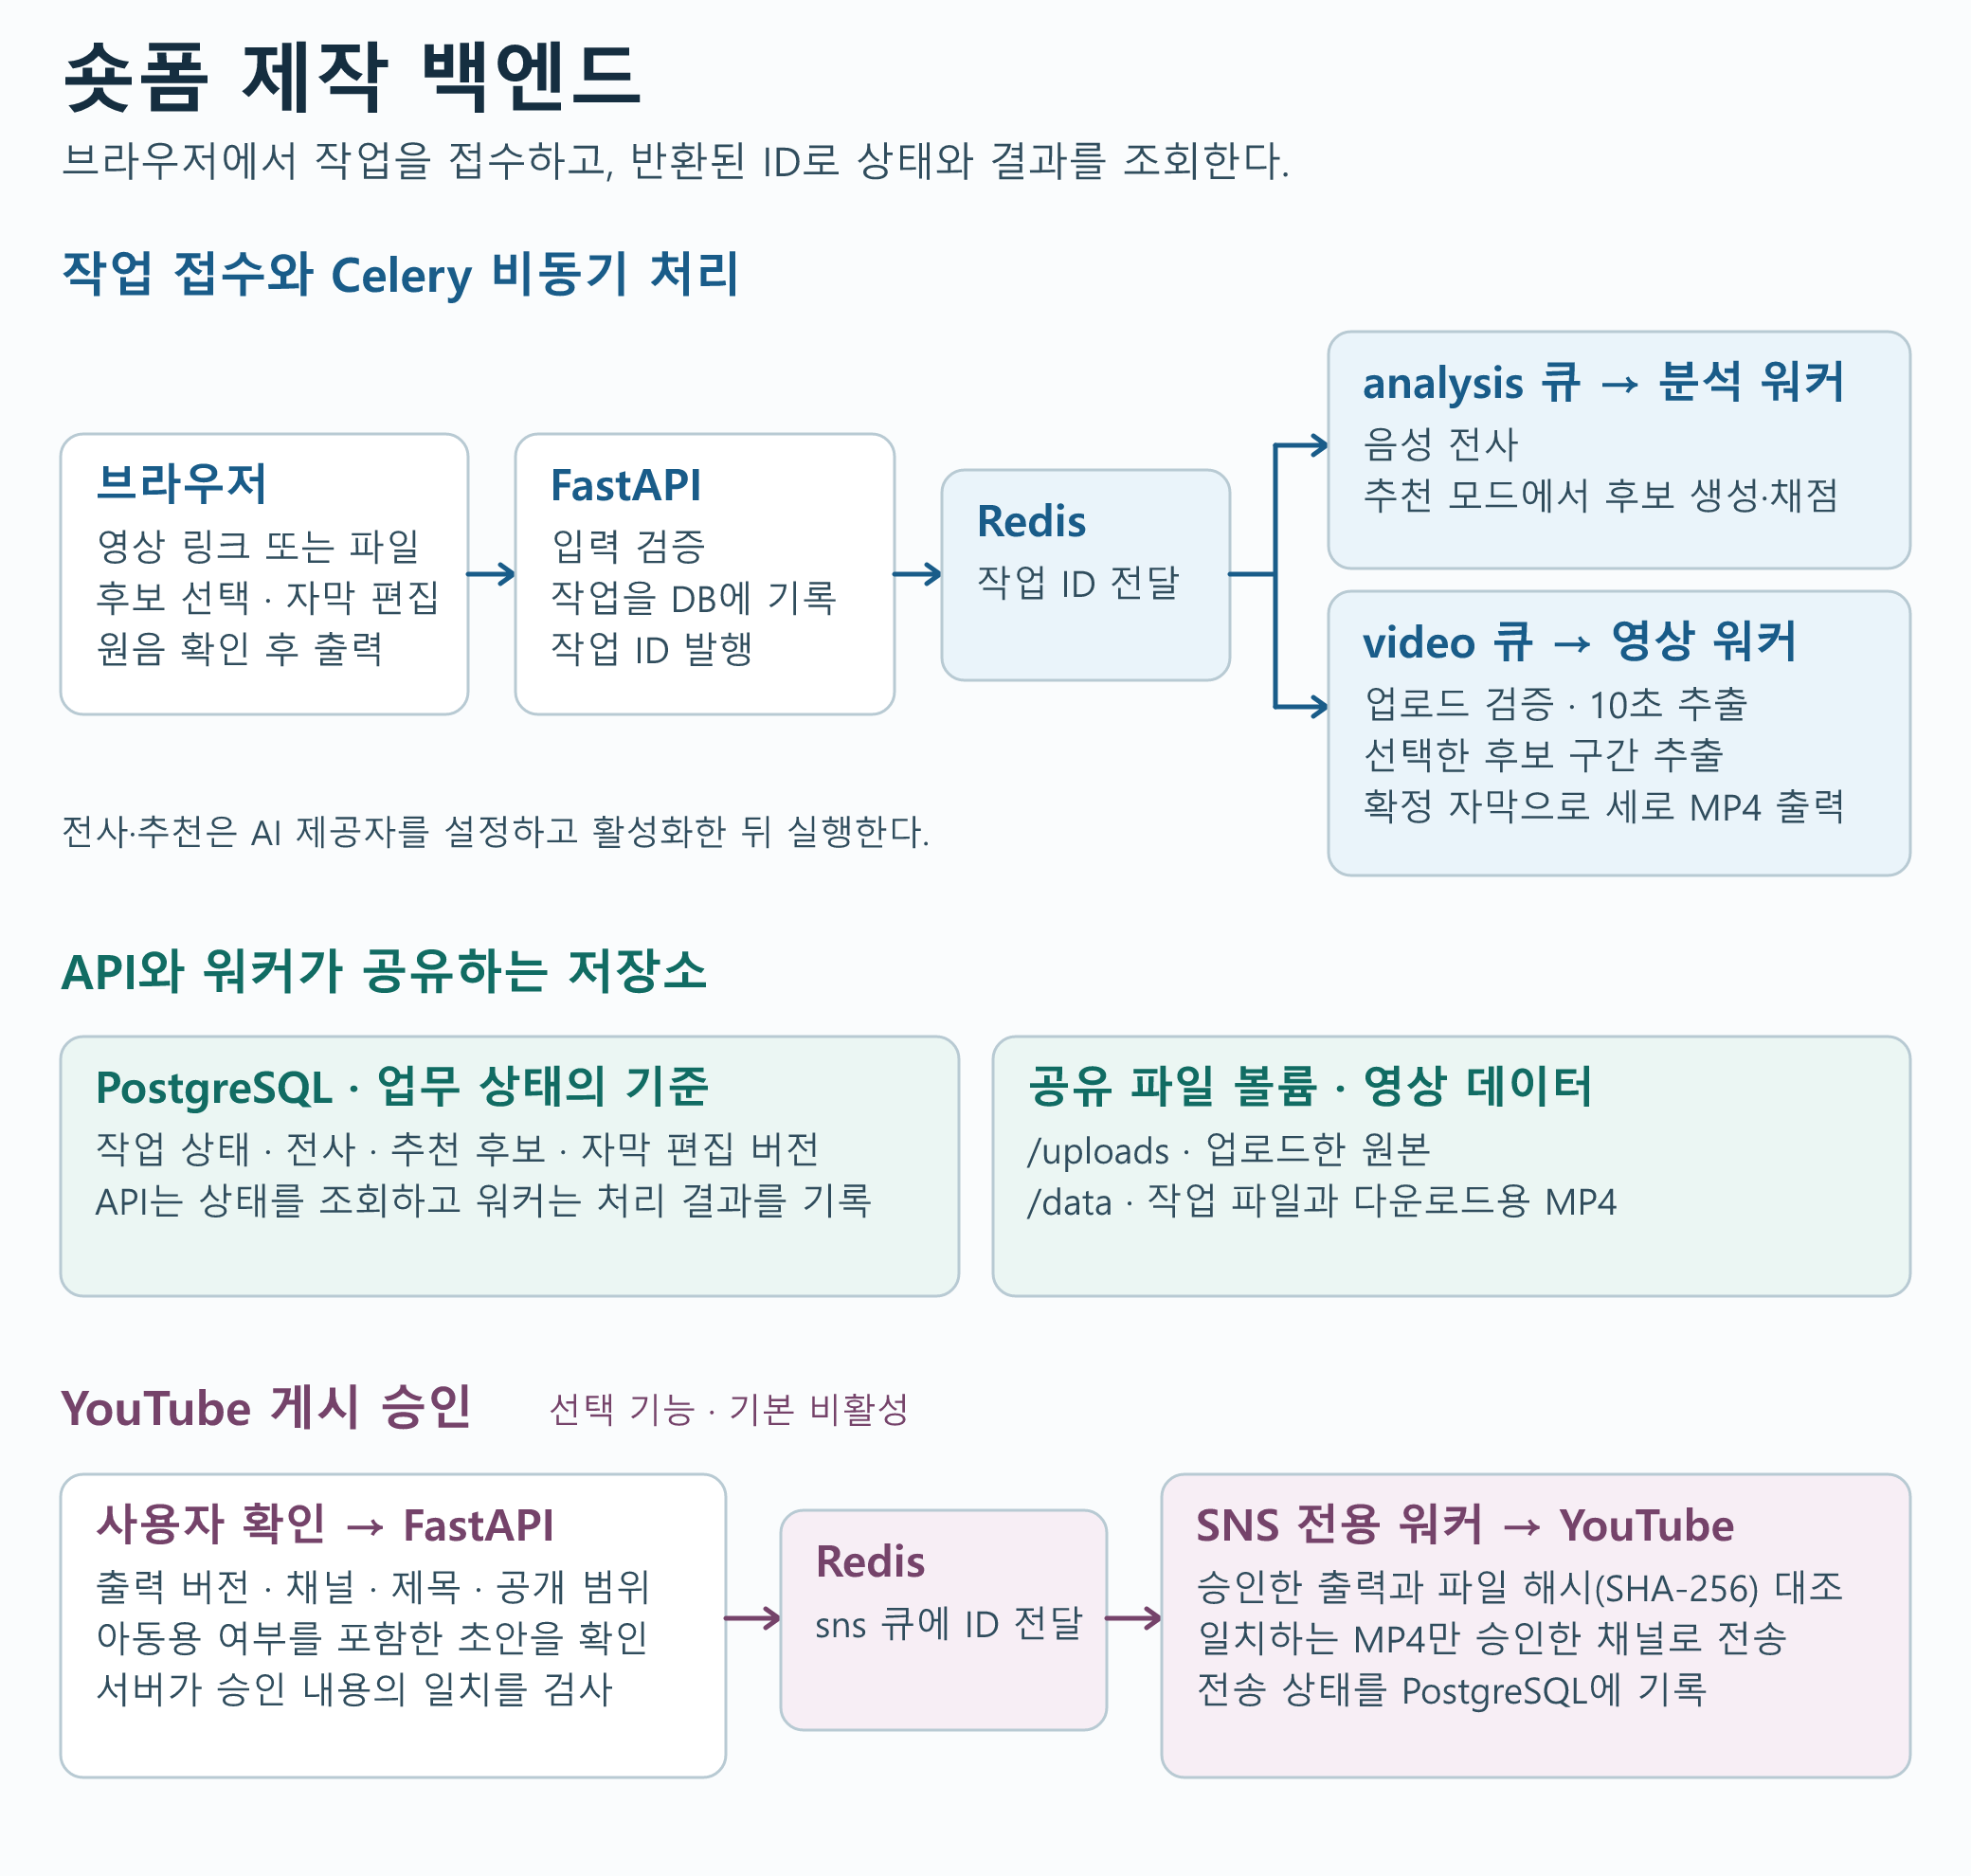 숏폼 제작 백엔드
브라우저에서 작업을 접수하고, 반환된 ID로 상태와 결과를 조회한다.
작업 접수와 Celery 비동기 처리
브라우저
영상 링크 또는 파일
후보 선택 · 자막 편집
원음 확인 후 출력
FastAPI
입력 검증
작업을 DB에 기록
작업 ID 발행
Redis
작업 ID 전달
analysis 큐 → 분석 워커
음성 전사
추천 모드에서 후보 생성·채점
video 큐 → 영상 워커
업로드 검증 · 10초 추출
선택한 후보 구간 추출
확정 자막으로 세로 MP4 출력
전사·추천은 AI 제공자를 설정하고 활성화한 뒤 실행한다.
API와 워커가 공유하는 저장소
PostgreSQL · 업무 상태의 기준
작업 상태 · 전사 · 추천 후보 · 자막 편집 버전
API는 상태를 조회하고 워커는 처리 결과를 기록
공유 파일 볼륨 · 영상 데이터
/uploads · 업로드한 원본
/data · 작업 파일과 다운로드용 MP4
YouTube 게시 승인 선택 기능 · 기본 비활성
사용자 확인 → FastAPI
출력 버전 · 채널 · 제목 · 공개 범위
아동용 여부를 포함한 초안을 확인
서버가 승인 내용의 일치를 검사
Redis
sns 큐에 ID 전달
SNS 전용 워커 → YouTube
승인한 출력과 파일 해시(SHA-256) 대조
일치하는 MP4만 승인한 채널로 전송
전송 상태를 PostgreSQL에 기록